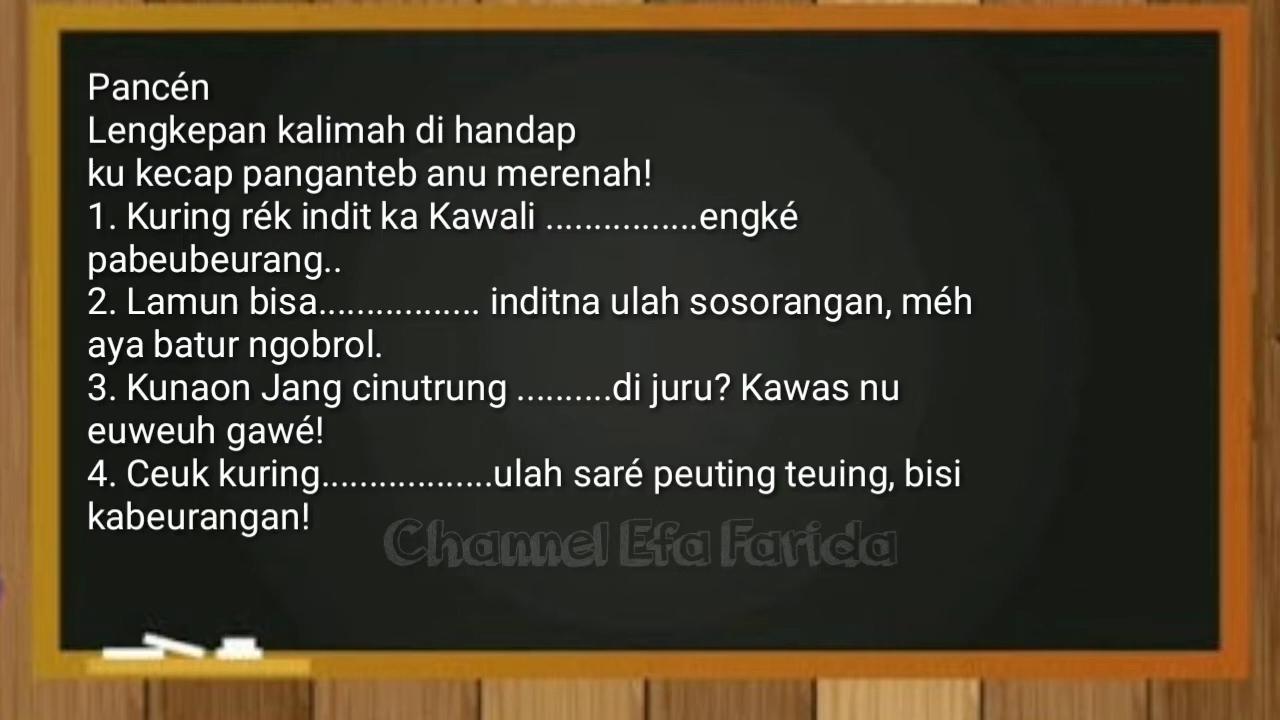 Pancén
Lengkepan kalimah di handap
ku kecap panganteb anu merenah!
1. Kuring rék indit ka Kawali ................engké
pabeubeurang..
2. Lamun bisa................. inditna ulah sosorangan, méh
aya batur ngobrol.
3. Kunaon Jang cinutrung ..........di juru? Kawas nu
euweuh gawé!
4. Ceuk kuring..................ulah saré peuting teuing, bisi
kabeurangan!
Channel Efa Farida